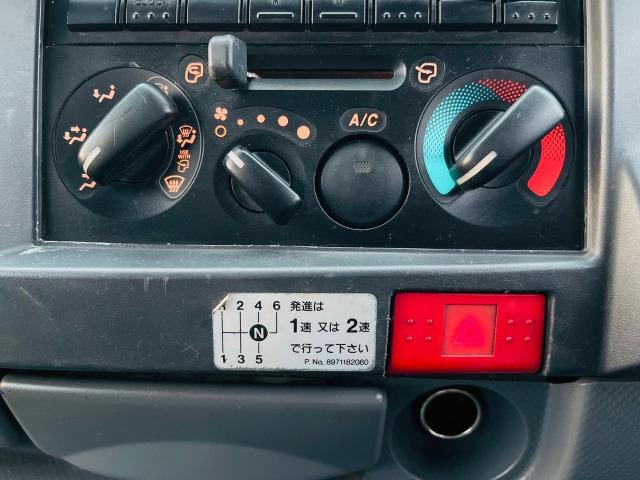 CLOCK
A/C
2 4 6 発進は
N 1速 又は 2速
1 3 5 で行って下さい
P No. 8971182060